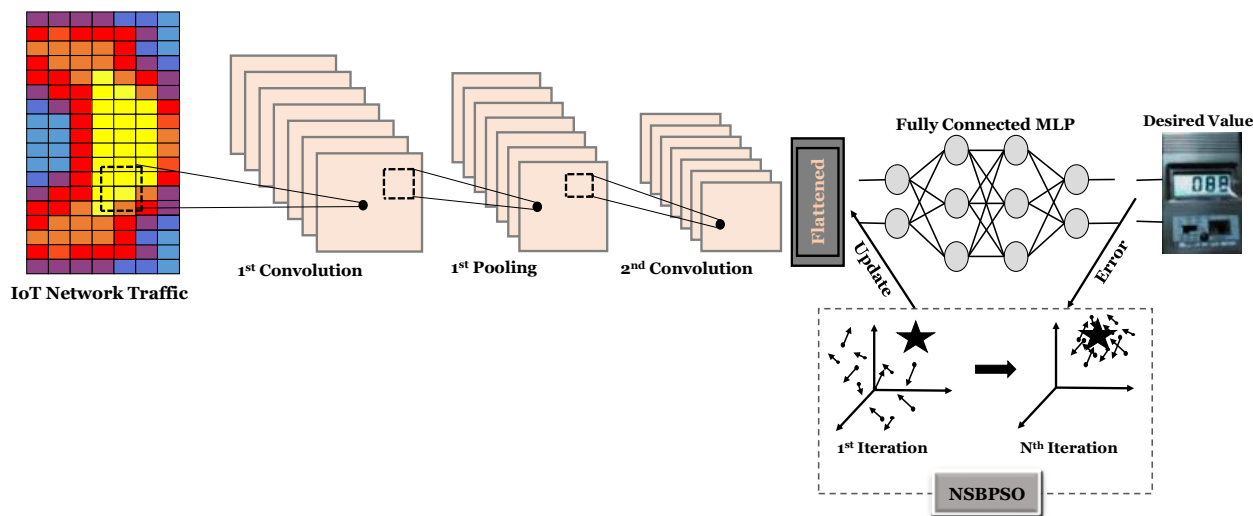 IoT Network Traffic
1st Convolution
1st Pooling
2nd Convolution
Flattened
Fully Connected MLP
Desired Value
088
Update
Error
1st Iteration
Nth Iteration
NSBPSO